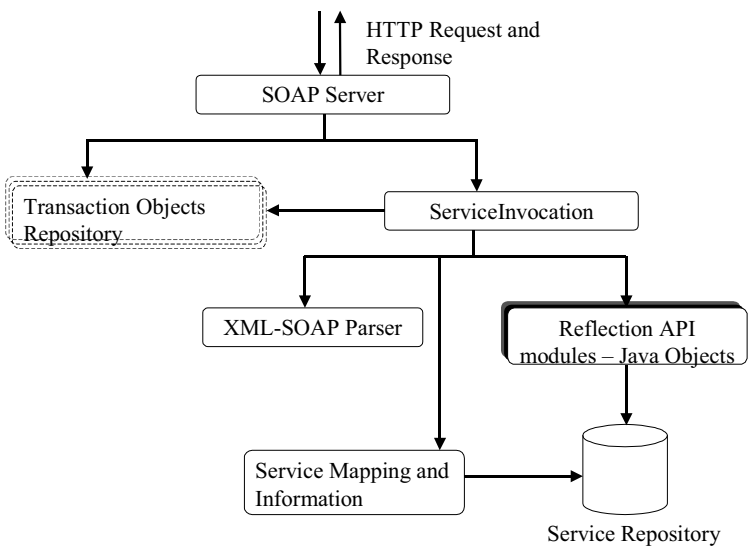 HTTP Request and
Response
SOAP Server
Transaction Objects
Repository
ServiceInvocation
XML-SOAP Parser
Reflection API
modules – Java Objects
Service Mapping and
Information
Service Repository